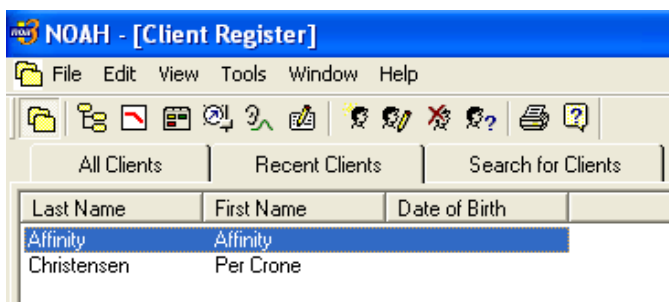 NOAH - [Client Register]
File Edit View Tools Window Help
All Clients Recent Clients Search for Clients
Last Name First Name Date of Birth
Affinity Affinity
Christensen Per Crone